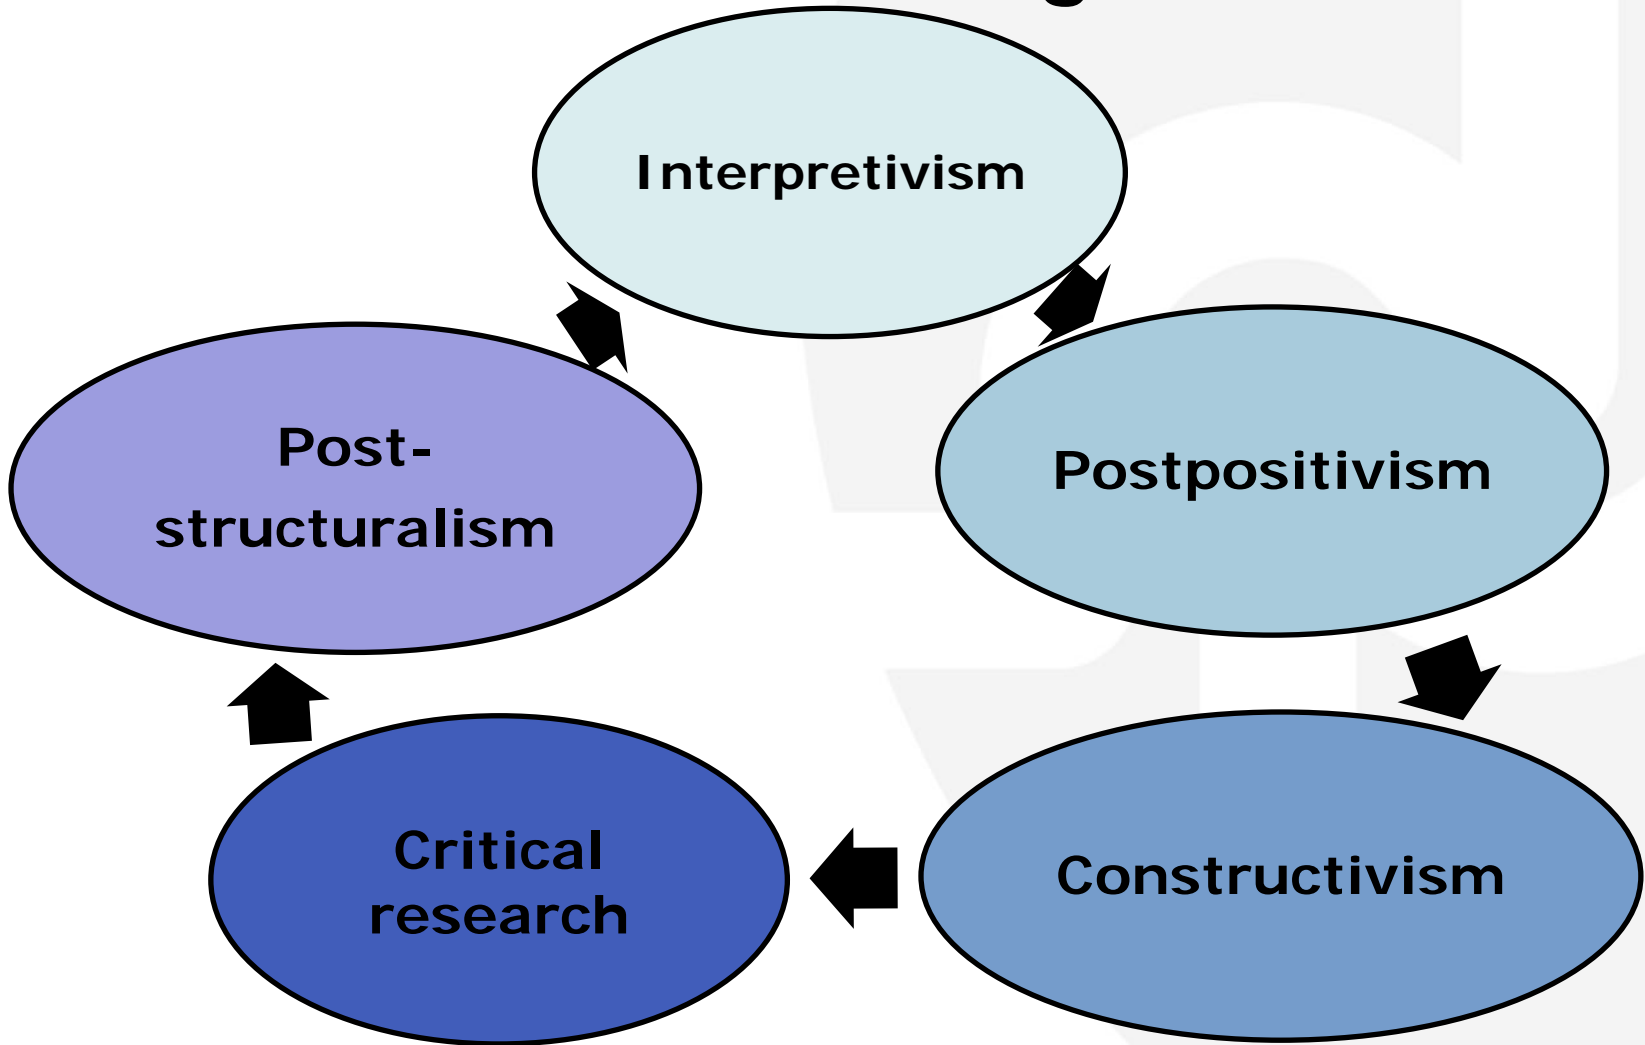 Interpretivism
Post-
structuralism
Postpositivism
Critical
research
Constructivism